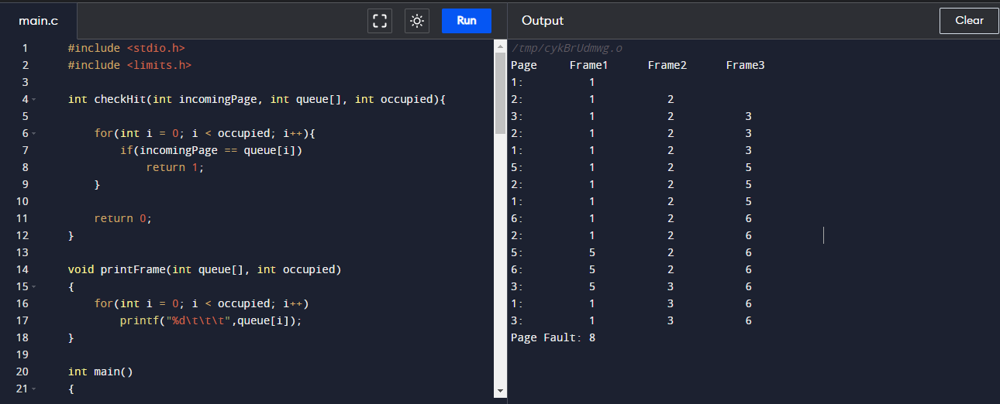 main.c
Run
Output
Clear
1 #include <stdio.h>
2 #include <limits.h>
3
4 int checkHit(int incomingPage, int queue[], int occupied){
5
6 for(int i = 0; i < occupied; i++){
7 if(incomingPage == queue[i])
8 return 1;
9 }
10
11 return 0;
12 }
13
14 void printFrame(int queue[], int occupied)
15 {
16 for(int i = 0; i < occupied; i++)
17 printf("%d\t\t\t",queue[i]);
18 }
19
20 int main()
21 {
/tmp/cykBrUdmwg.o
Page Frame1 Frame2 Frame3
1: 1
2: 1 2
3: 1 2 3
2: 1 2 3
1: 1 2 3
5: 1 2 5
2: 1 2 5
1: 1 2 5
6: 1 2 6
2: 1 2 6
5: 5 2 6
6: 5 2 6
3: 5 3 6
1: 1 3 6
3: 1 3 6
Page Fault: 8